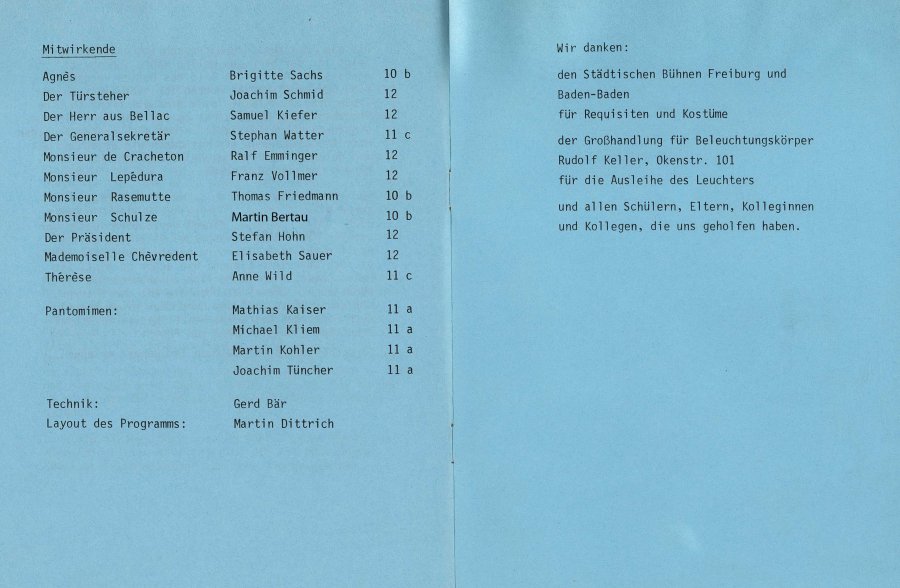 Mitwirkende
Agnès Brigitte Sachs 10 b
Der Türsteher Joachim Schmid 12
Der Herr aus Bellac Samuel Kiefer 12
Der Generalsekretär Stephan Watter 11 c
Monsieur de Cracheton Ralf Emminger 12
Monsieur Lepédura Franz Vollmer 12
Monsieur Rasemutte Thomas Friedmann 10 b
Monsieur Schulze Martin Bertau 10 b
Der Präsident Stefan Hohn 12
Mademoiselle Chèvredent Elisabeth Sauer 12
Thérèse Anne Wild 11 c
Pantomimen: Mathias Kaiser 11 a
Michael Kliem 11 a
Martin Kohler 11 a
Joachim Tüncher 11 a
Technik: Gerd Bär
Layout des Programms: Martin Dittrich
Wir danken:
den Städtischen Bühnen Freiburg und
Baden-Baden
für Requisiten und Kostüme
der Großhandlung für Beleuchtungskörper
Rudolf Keller, Okenstr. 101
für die Ausleihe des Leuchters
und allen Schülern, Eltern, Kolleginnen
und Kollegen, die uns geholfen haben.